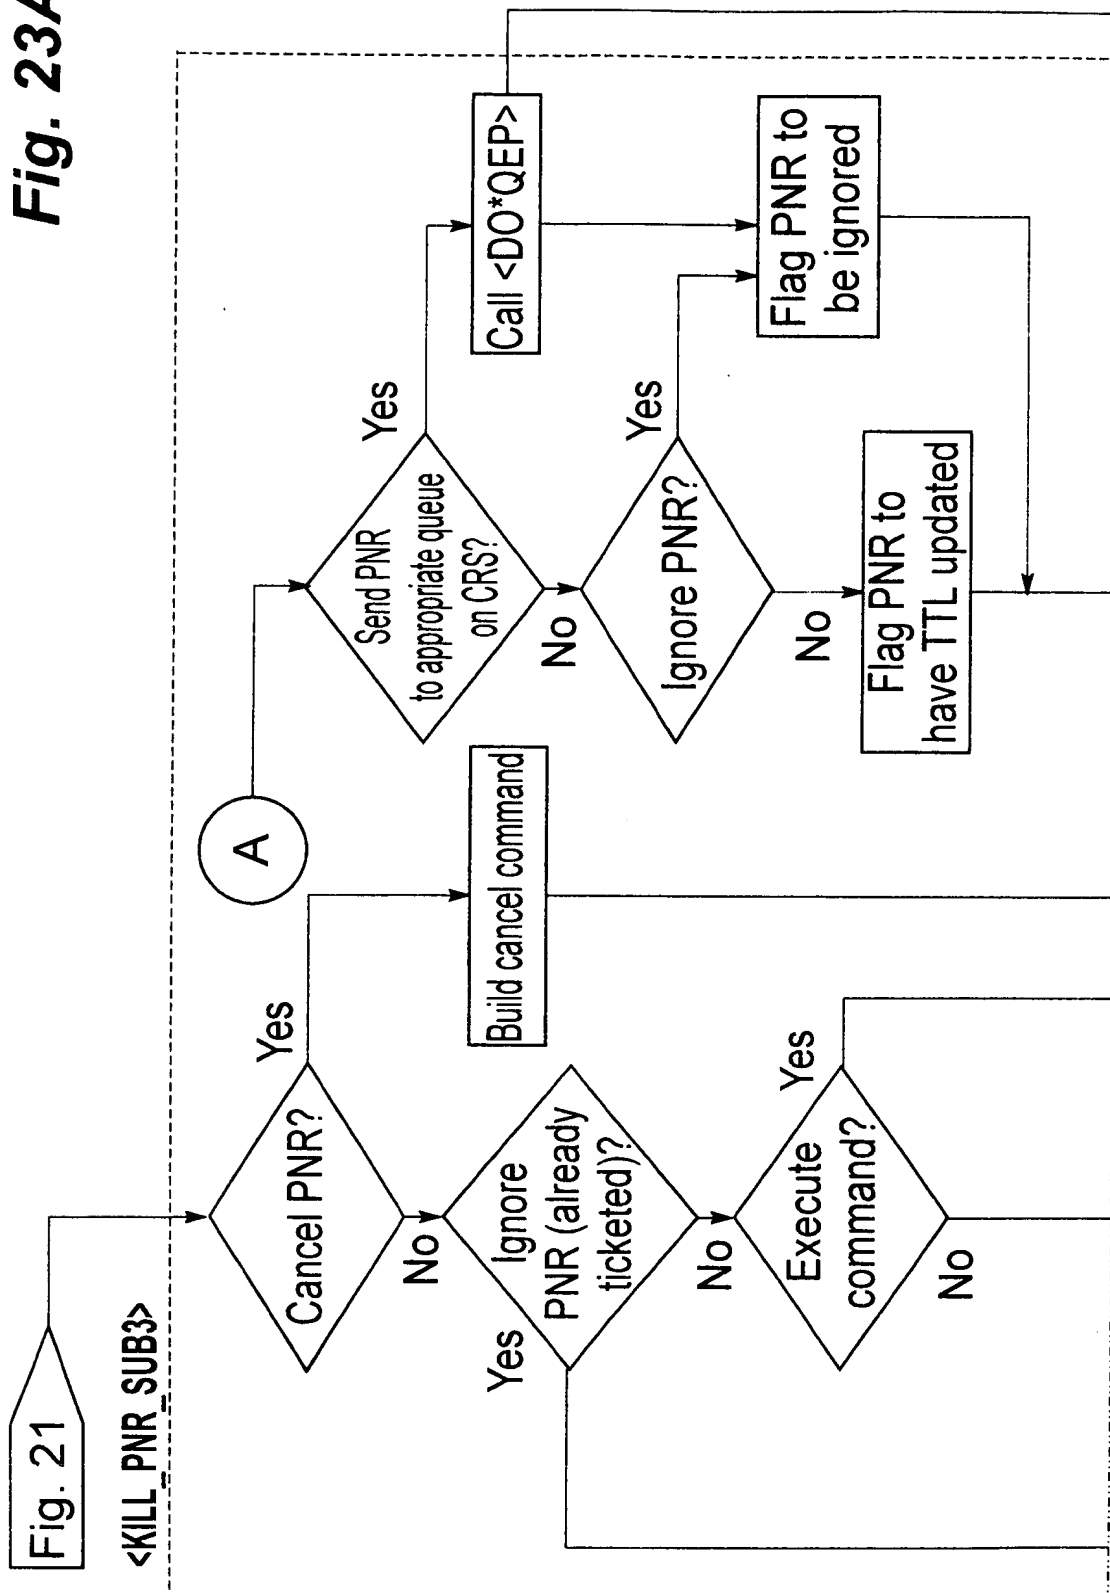 Fig. 23A
Fig. 21
<KILL_PNR_SUB3>
Cancel PNR?
Yes
No
Build cancel command
Ignore
PNR (already
ticketed)?
Yes
No
Execute
command?
Yes
No
A
Send PNR
to appropriate queue
on CRS?
Yes
No
Call <DO*QEP>
Ignore PNR?
Yes
No
Flag PNR to
be ignored
Flag PNR to
have TTL updated